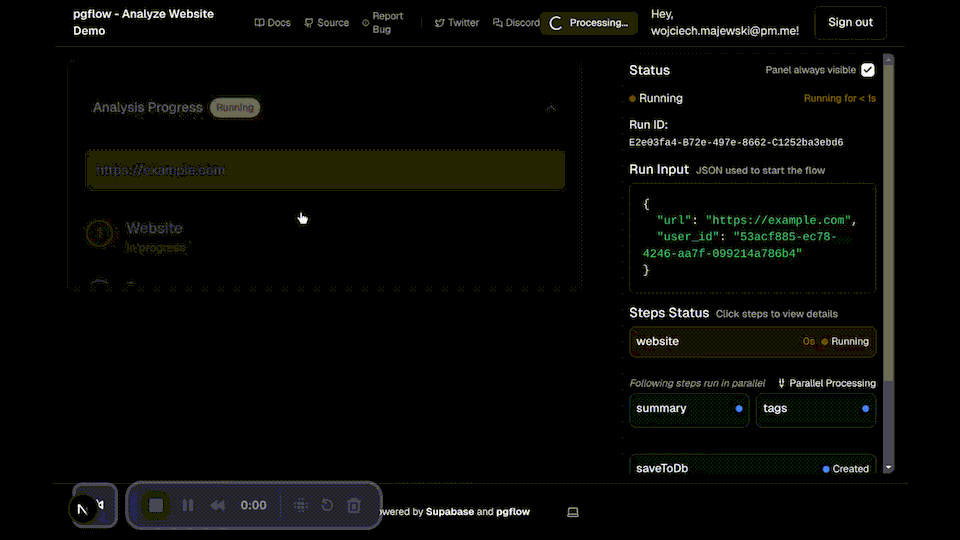 pgflow - Analyze Website
Demo
Docs
Source
Report
Bug
Twitter
Discord
Processing...
Hey,
wojciech.majewski@pm.me!
Sign out
Analysis Progress
Running
https://example.com
1
Website
In progress
Status
Panel always visible
Running
Running for < 1s
Run ID:
E2e03fa4-B72e-497e-8662-C1252ba3ebd6
Run Input JSON used to start the flow
{
"url": "https://example.com",
"user_id": "53acf885-ec78-
4246-aa7f-099214a786b4"
}
Steps Status Click steps to view details
website
0s
Running
Following steps run in parallel
Parallel Processing
summary
tags
saveToDb
Created
N
0:00
owered by Supabase and pgflow